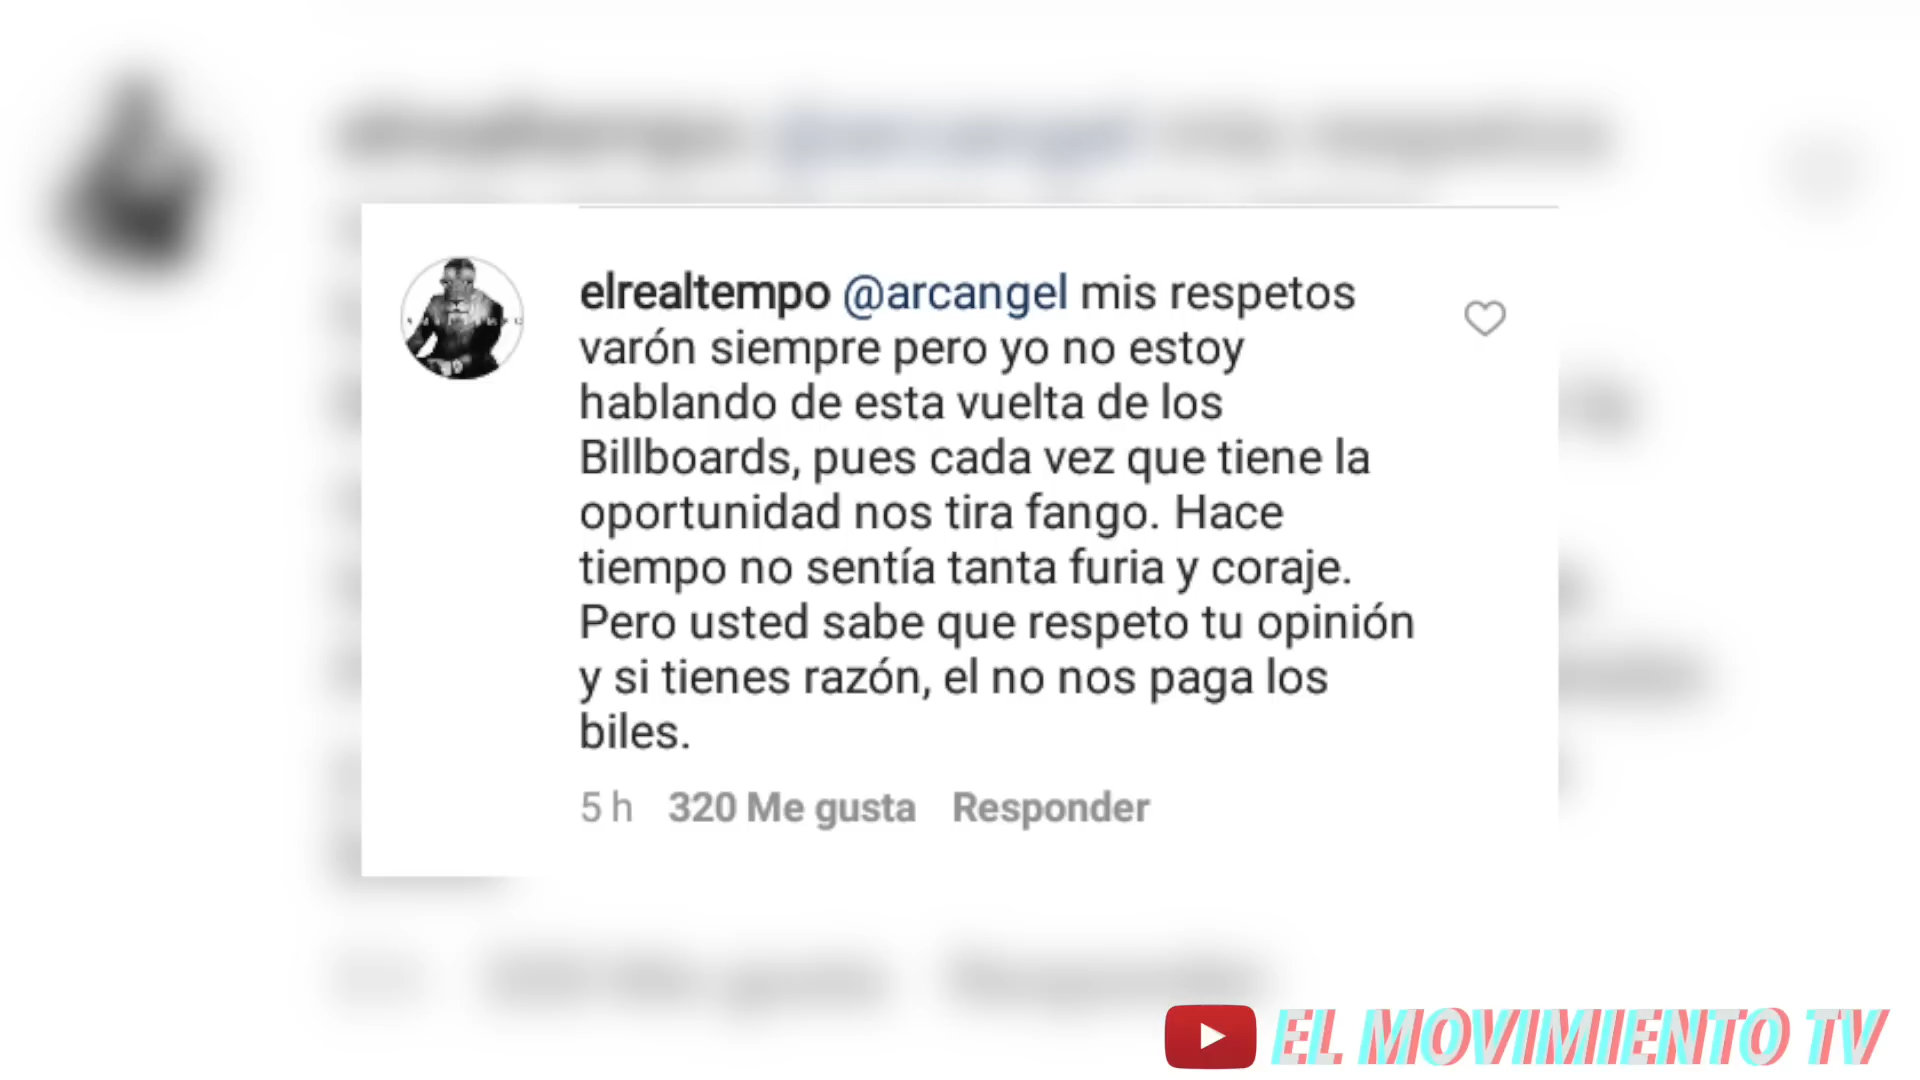 elrealtempo @arcangel mis respetos
varón siempre pero yo no estoy
hablando de esta vuelta de los
Billboards, pues cada vez que tiene la
oportunidad nos tira fango. Hace
tiempo no sentía tanta furia y coraje.
Pero usted sabe que respeto tu opinión
y si tienes razón, el no nos paga los
biles.
5 h 320 Me gusta Responder
EL MOVIMIENTO TV